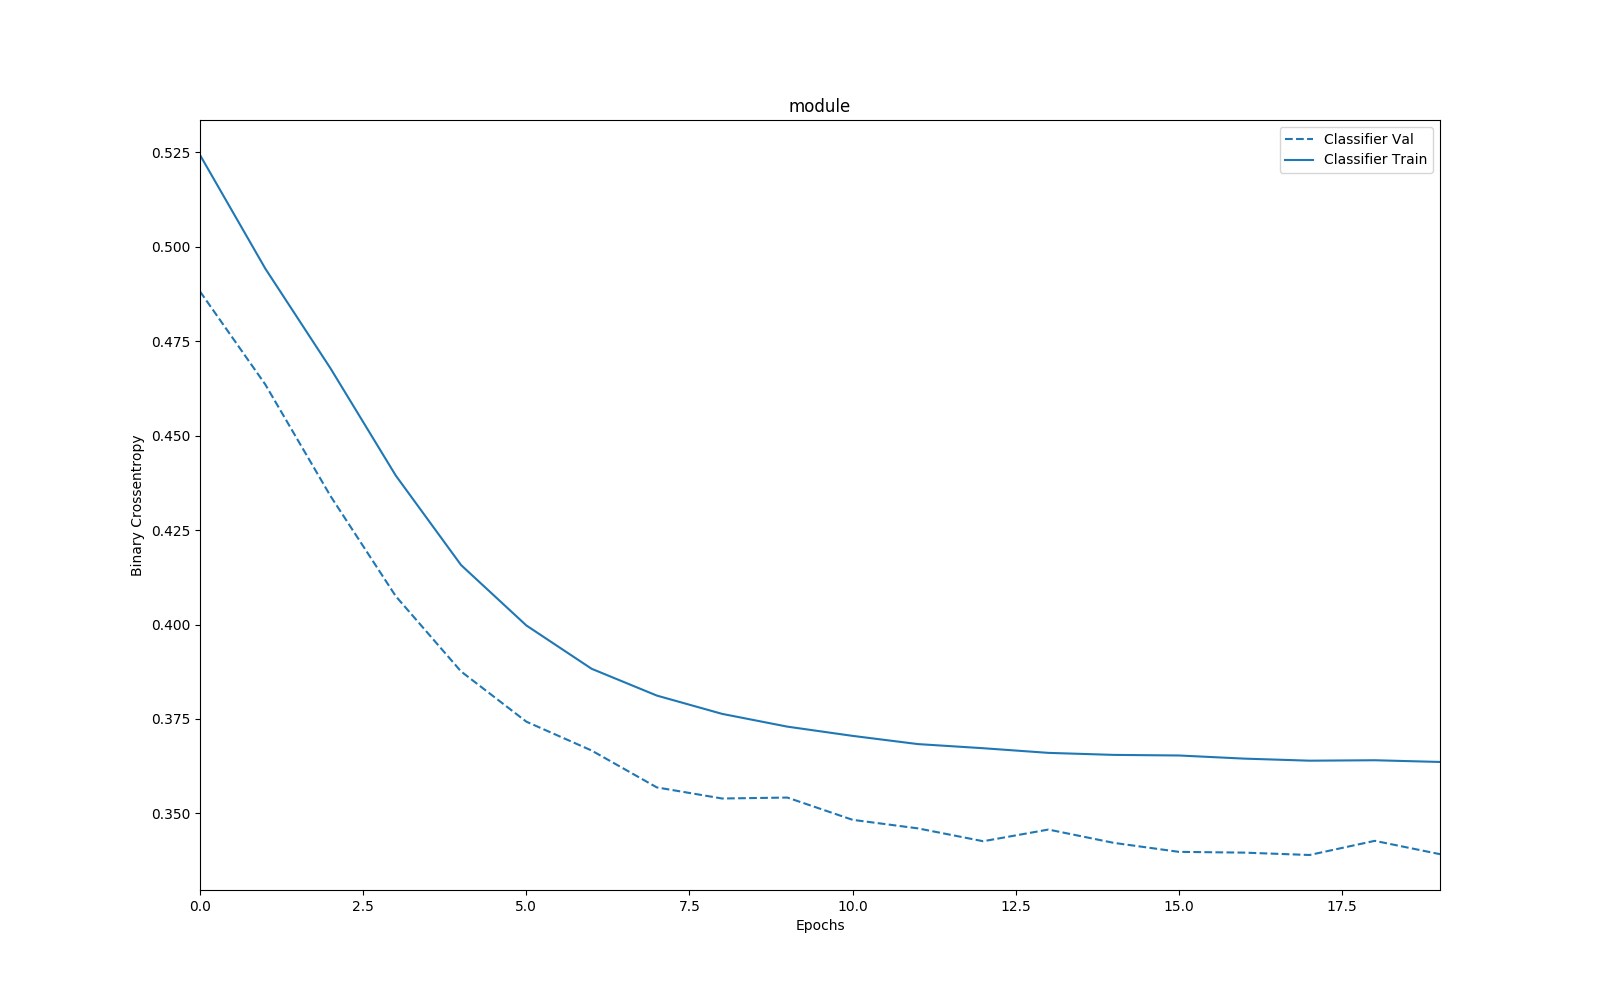 module
Classifier Val
Classifier Train
Binary Crossentropy
0.525
0.500
0.475
0.450
0.425
0.400
0.375
0.350
0.0 2.5 5.0 7.5 10.0 12.5 15.0 17.5
Epochs